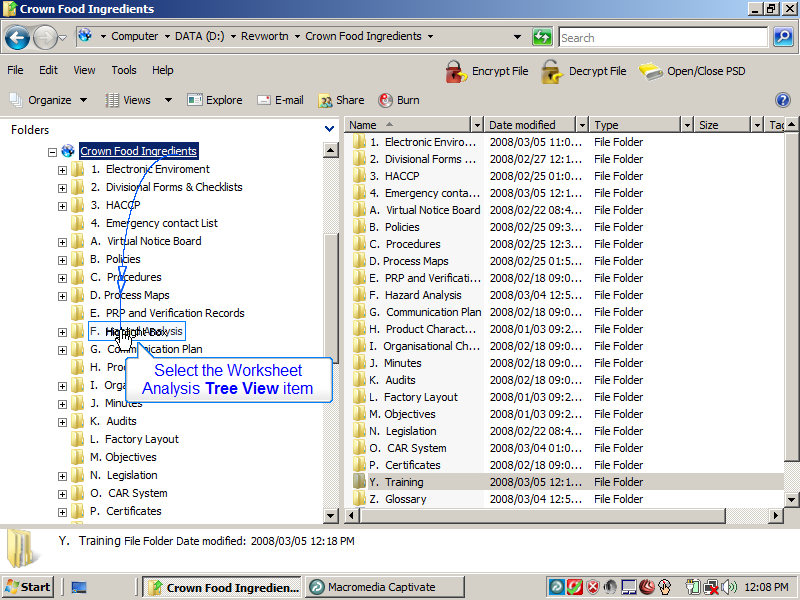 Crown Food Ingredients
Computer DATA (D:) Revwortn Crown Food Ingredients Search
File Edit View Tools Help Encrypt File Decrypt File Open/Close PSD
Organize Views Explore E-mail Share Burn
Folders
Crown Food Ingredients
1. Electronic Enviroment
2. Divisional Forms & Checklists
3. HACCP
4. Emergency contact List
A. Virtual Notice Board
B. Policies
C. Procedures
D. Process Maps
E. PRP and Verification Records
F. Hazard Analysis
G. Communication Plan
H. Pro
I. Orga
J. Minutes
K. Audits
L. Factory Layout
M. Objectives
N. Legislation
O. CAR System
P. Certificates
Select the Worksheet
Analysis Tree View item
Name Date modified Type Size Tag
1. Electronic Enviro... 2008/03/05 11:0... File Folder
2. Divisional Forms ... 2008/02/27 12:1... File Folder
3. HACCP 2008/02/25 01:0... File Folder
4. Emergency conta... 2008/03/05 12:1... File Folder
A. Virtual Notice Board 2008/02/22 08:4... File Folder
B. Policies 2008/02/25 09:3... File Folder
C. Procedures 2008/02/25 12:3... File Folder
D. Process Maps 2008/02/25 01:5... File Folder
E. PRP and Verificati... 2008/02/18 09:0... File Folder
F. Hazard Analysis 2008/03/04 12:5... File Folder
G. Communication Plan 2008/02/18 09:0... File Folder
H. Product Charact... 2008/02/18 09:0... File Folder
I. Organisational Ch... 2008/02/18 09:0... File Folder
J. Minutes 2008/02/18 09:0... File Folder
K. Audits 2008/02/18 09:0... File Folder
L. Factory Layout 2008/01/03 09:2... File Folder
M. Objectives 2008/01/03 09:2... File Folder
N. Legislation 2008/02/22 08:4... File Folder
O. CAR System 2008/03/04 01:0... File Folder
P. Certificates 2008/02/18 09:0... File Folder
Y. Training 2008/03/05 12:1... File Folder
Z. Glossary 2008/03/04 12:5... File Folder
Y. Training File Folder Date modified: 2008/03/05 12:18 PM
Start Crown Food Ingredien... Macromedia Captivate 12:08 PM